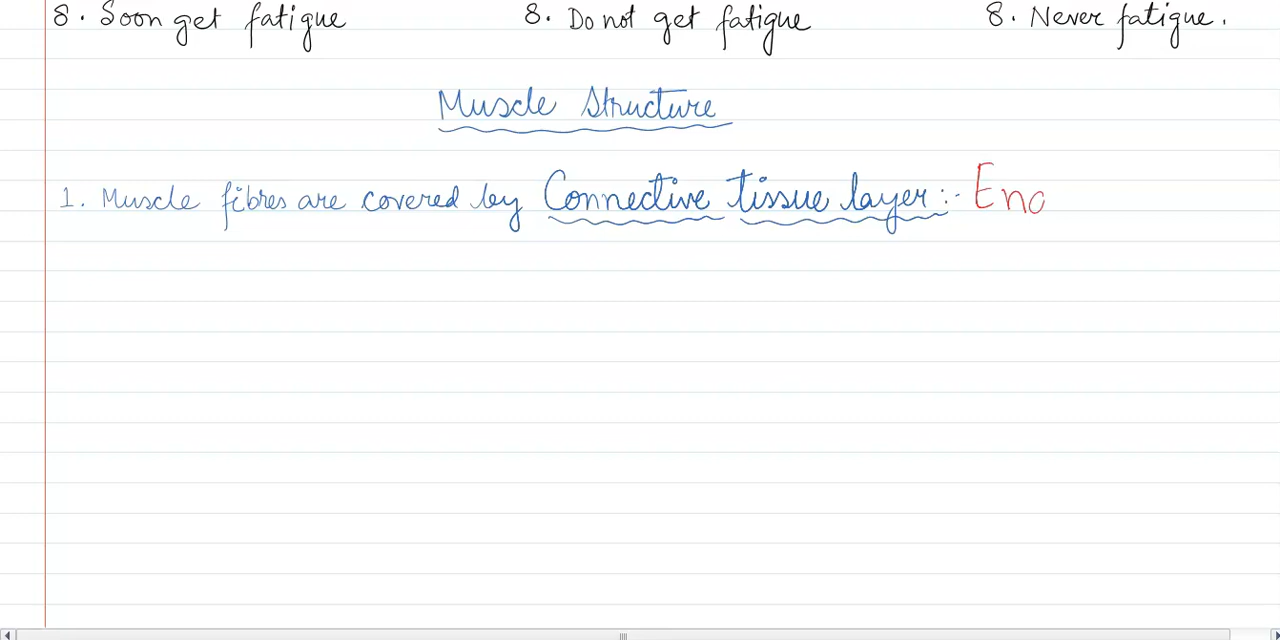 8. Soon get fatigue 8. Do not get fatigue 8. Never fatigue.
Muscle Structure
1. Muscle fibres are covered by Connective tissue layer:- Enc